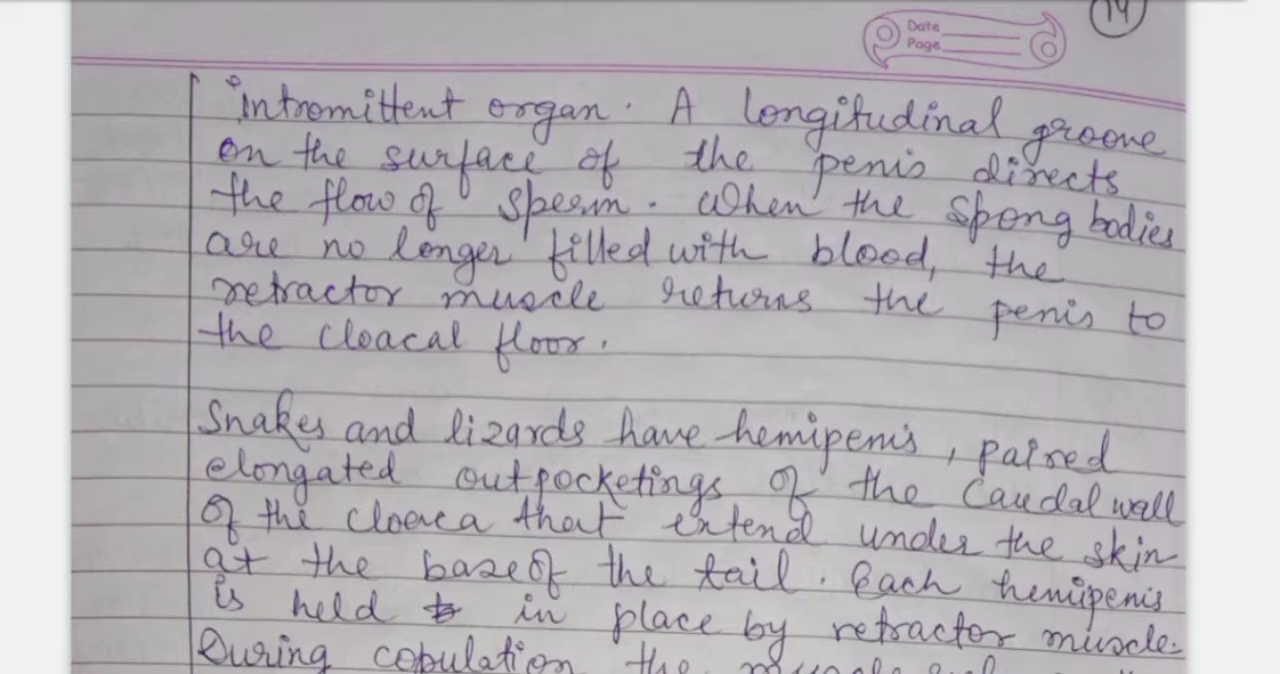 14
Date
Page
intromittent organ. A longitudinal groove
on the surface of the penis directs
the flow of sperm. When the spong bodies
are no longer filled with blood, the
retractor muscle returns the penis to
the cloacal floor.
Snakes and lizards have hemipenis, paired
elongated outpocketings of the caudal wall
of the cloaca that extend under the skin
at the base of the tail. Each hemipenis
is held in place by retractor muscle.
During copulation the